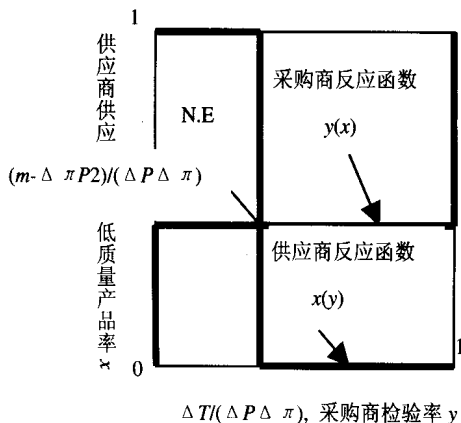 1
供应商供应
采购商反应函数
N.E
y(x)
(m-Δ πP2)/(ΔPΔ π)
低质量产品率 x
供应商反应函数
x(y)
1
0
ΔT/(ΔPΔ π), 采购商检验率 y